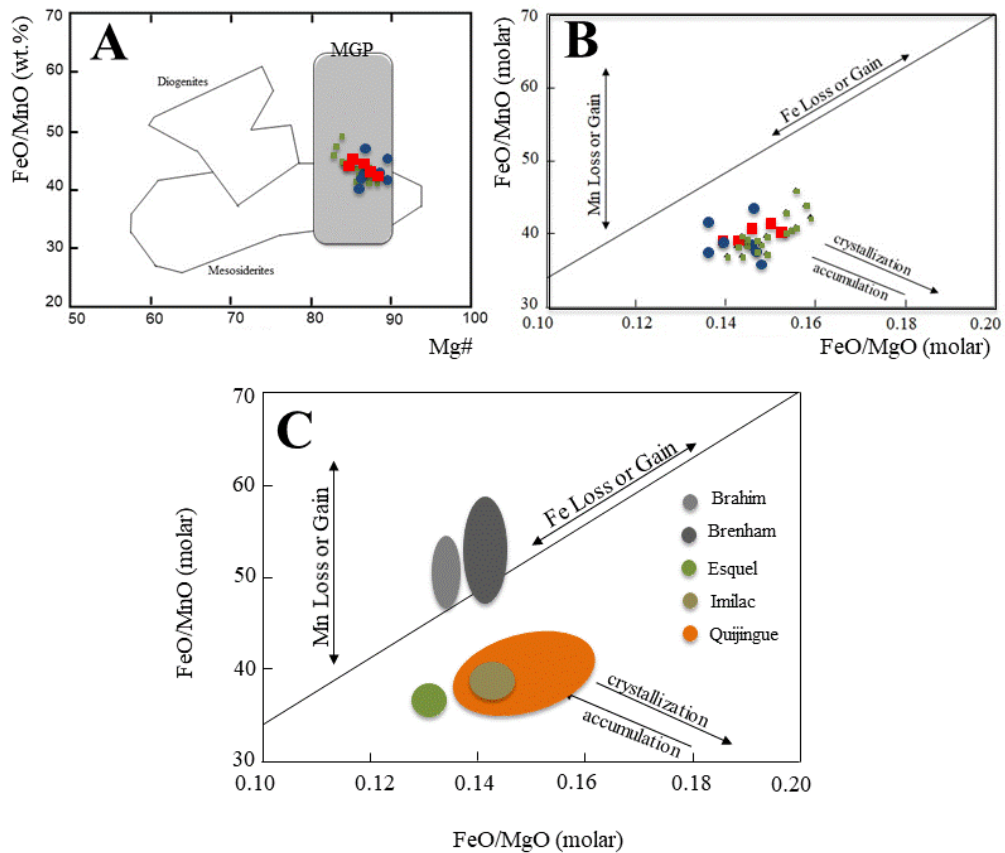 A
FeO/MnO (wt.%)
70
60
50
40
30
20
MGP
Diogenites
Mesosiderites
50
60
70
80
90
100
Mg#
B
FeO/MnO (molar)
70
60
50
40
30
Mn Loss or Gain
Fe Loss or Gain
crystallization
accumulation
0.10
0.12
0.14
0.16
0.18
0.20
FeO/MgO (molar)
C
FeO/MnO (molar)
70
60
50
40
30
Mn Loss or Gain
Fe Loss or Gain
Brahim
Brenham
Esquel
Imilac
Quijingue
crystallization
accumulation
0.10
0.12
0.14
0.16
0.18
0.20
FeO/MgO (molar)